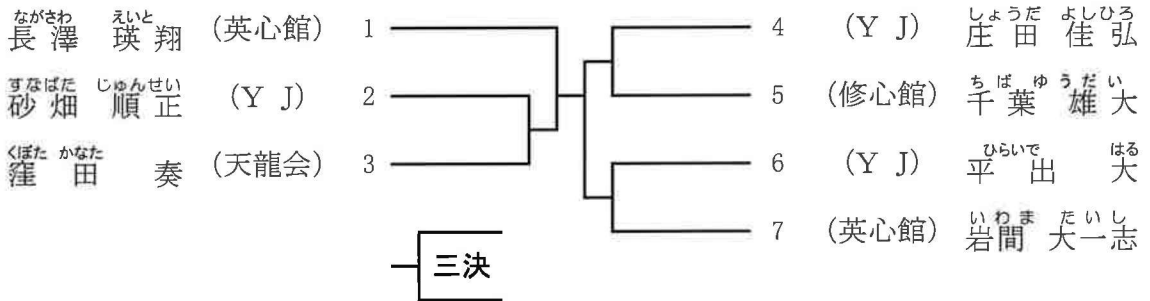 ながさわ えいと
長澤 瑛翔 (英心館) 1
すなばた じゅんせい
砂畑 順正 (Y J) 2
くぼた かなた
窪田 奏 (天龍会) 3
4 (Y J) 庄田 佳弘
しょうだ よしひろ
5 (修心館) 千葉 雄大
ちば ゆうだい
6 (Y J) 平出 大
ひらいで はる
7 (英心館) 岩間 大一志
いわま たいし
三決